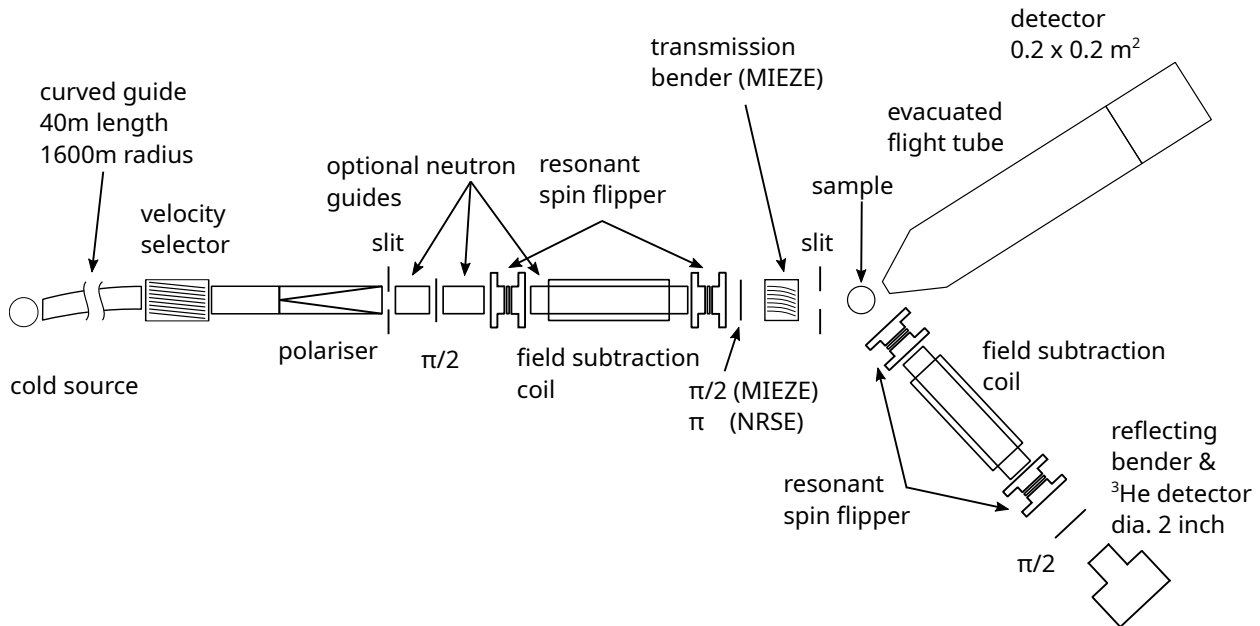 curved guide
40m length
1600m radius
cold source
velocity
selector
polariser
slit
optional neutron
guides
π/2
resonant
spin flipper
field subtraction
coil
transmission
bender (MIEZE)
π/2 (MIEZE)
π (NRSE)
slit
sample
evacuated
flight tube
detector
0.2 x 0.2 m²
field subtraction
coil
resonant
spin flipper
π/2
reflecting
bender &
³He detector
dia. 2 inch